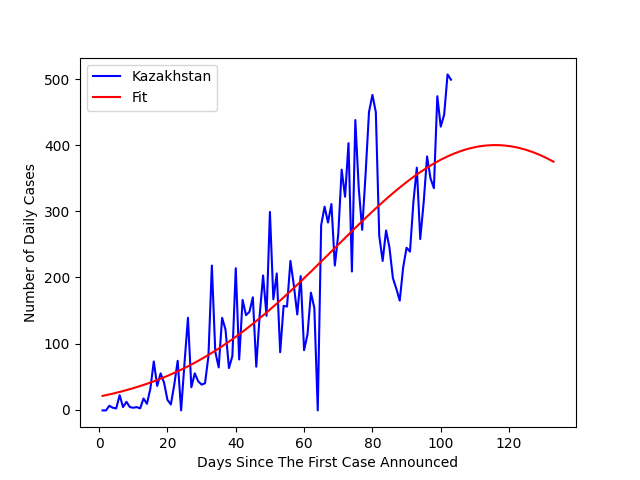 Kazakhstan
Fit
500
400
300
200
100
0
Number of Daily Cases
0 20 40 60 80 100 120
Days Since The First Case Announced